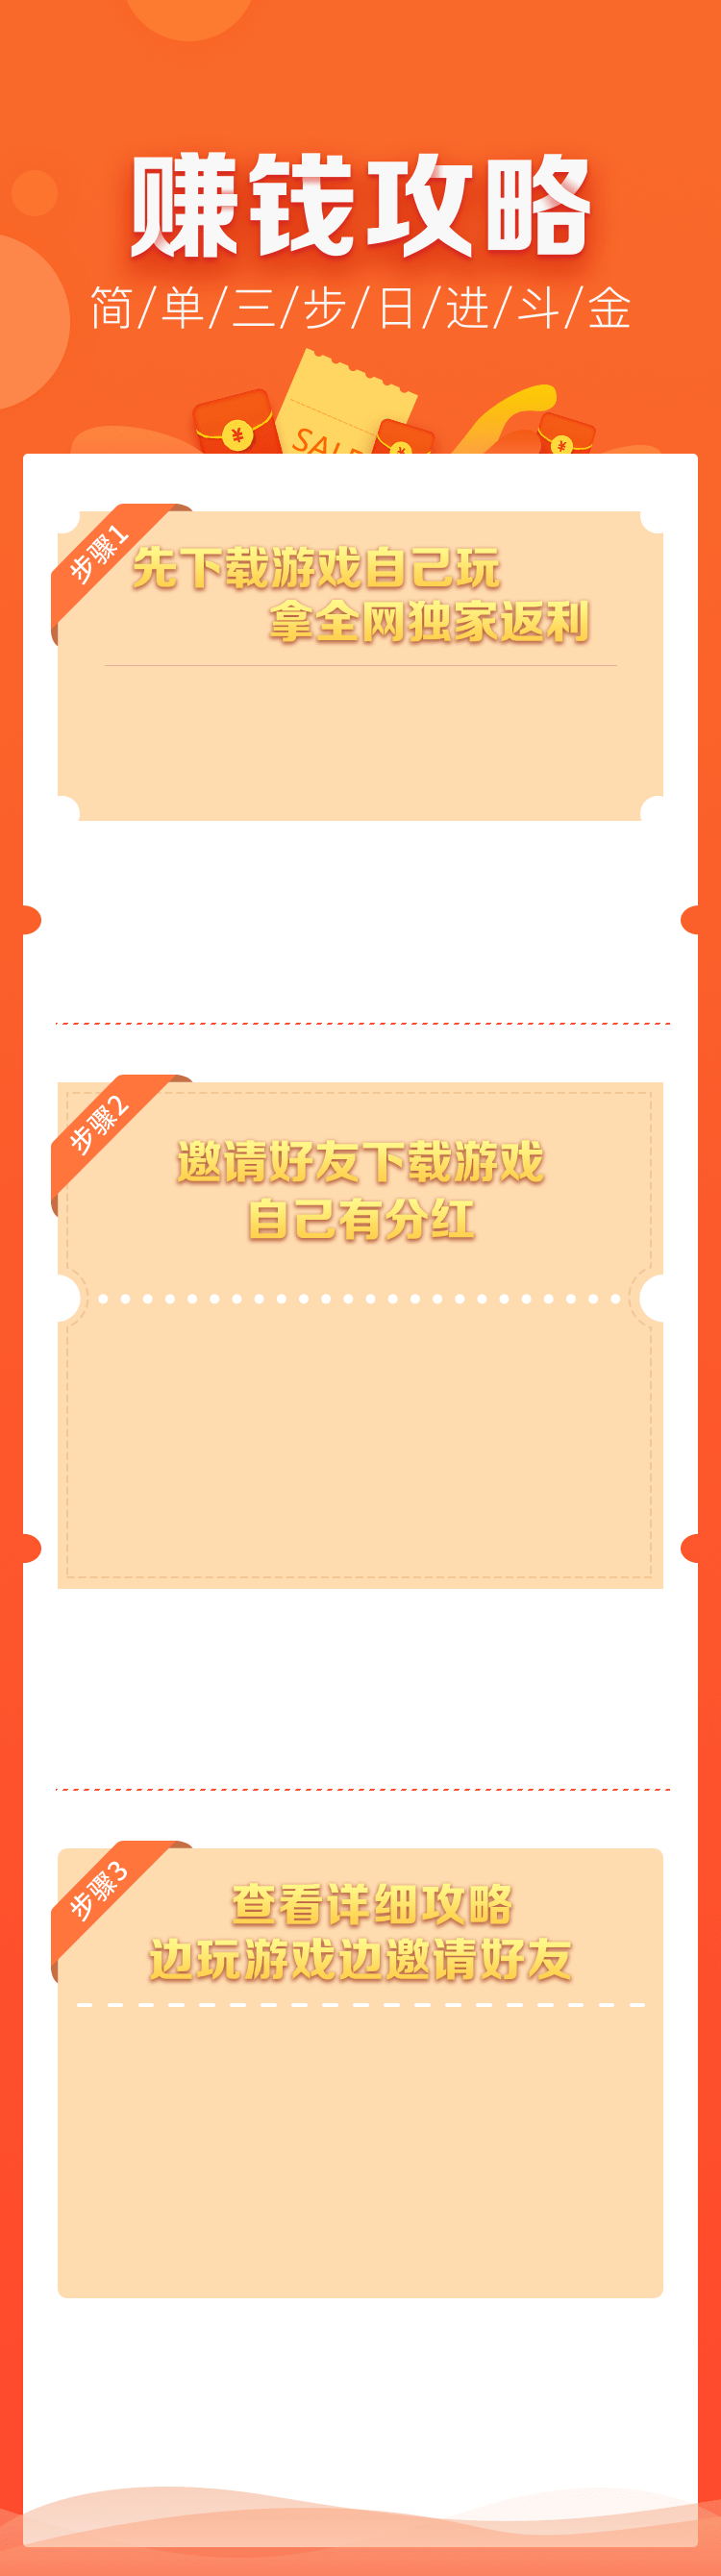 赚钱攻略
简/单/三/步/日/进/斗/金
SALE
步骤1
先下载游戏自己玩
拿全网独家返利
步骤2
邀请好友下载游戏
自己有分红
步骤3
查看详细攻略
边玩游戏边邀请好友